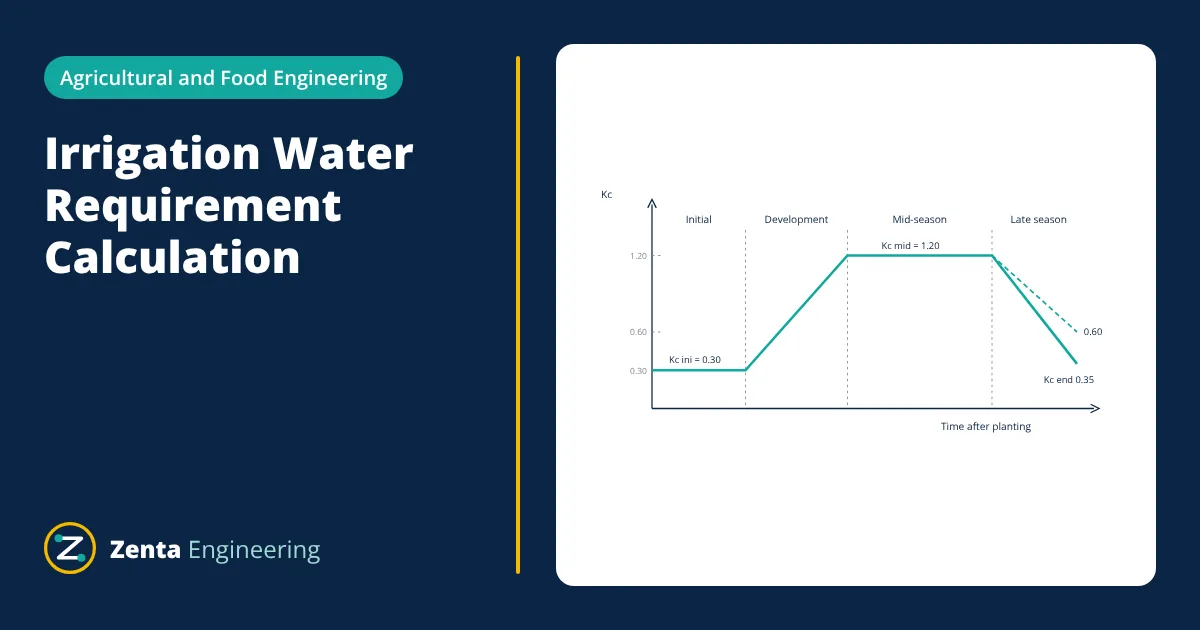 Agricultural and Food Engineering
Irrigation Water
Requirement
Calculation
Zenta Engineering
Kc
Initial
Development
Mid-season
Late season
Kc mid = 1.20
1.20
0.60
0.60
Kc ini = 0.30
0.30
Kc end 0.35
Time after planting